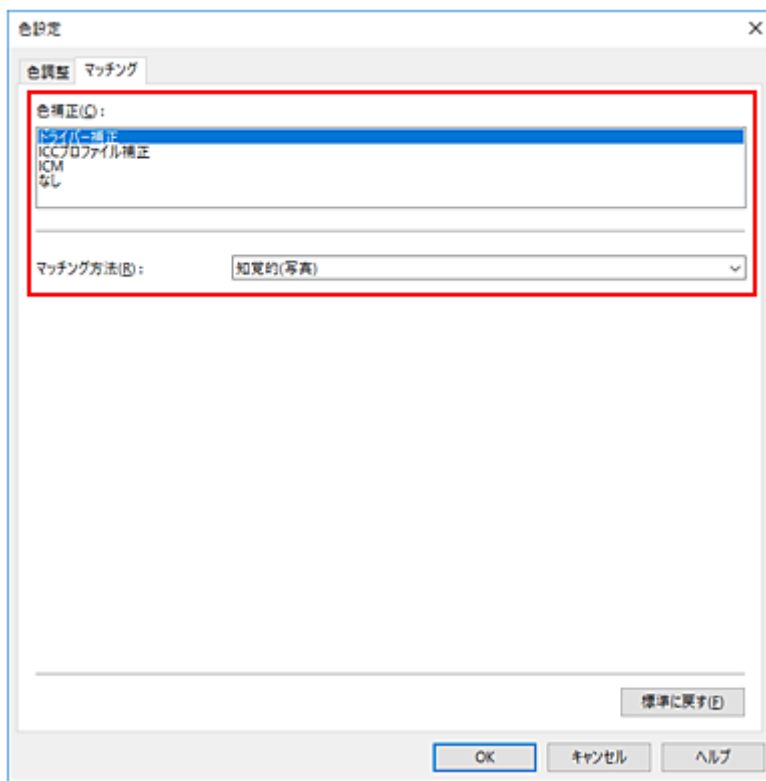 色設定
色調整 マッチング
色補正(C):
ドライバー補正
ICCプロファイル補正
ICM
なし
マッチング方法(R): 知覚的(写真)
標準に戻す(F)
OK キャンセル ヘルプ